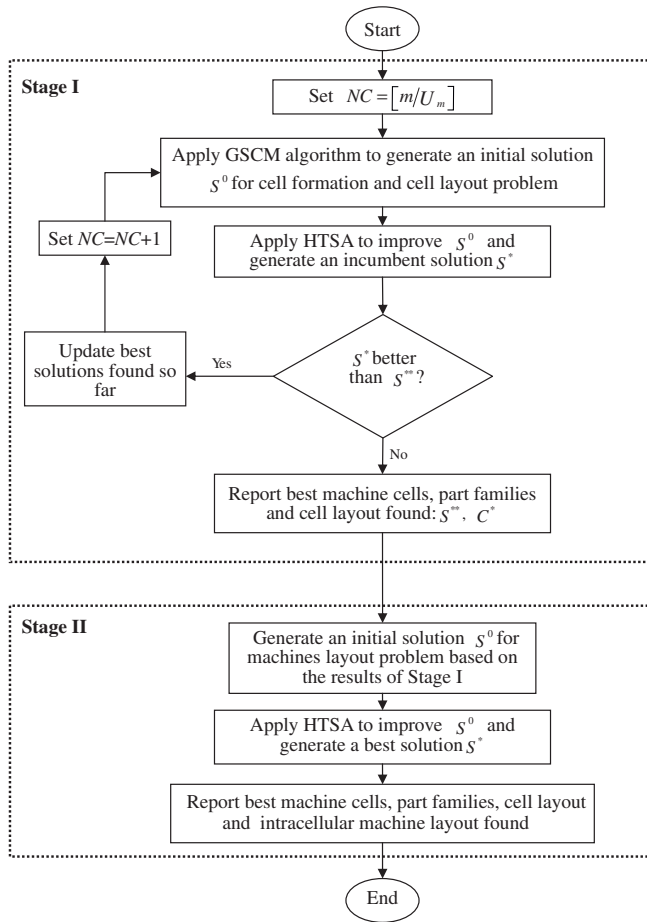 Start
Stage I
Set NC = [m/U_m]
Apply GSCM algorithm to generate an initial solution
S^0 for cell formation and cell layout problem
Set NC=NC+1
Apply HTSA to improve S^0 and
generate an incumbent solution S^*
Update best
solutions found so
far
Yes
S^* better
than S^** ?
No
Report best machine cells, part families
and cell layout found: S^**, C^*
Stage II
Generate an initial solution S^0 for
machines layout problem based on
the results of Stage I
Apply HTSA to improve S^0 and
generate a best solution S^*
Report best machine cells, part families, cell layout
and intracellular machine layout found
End